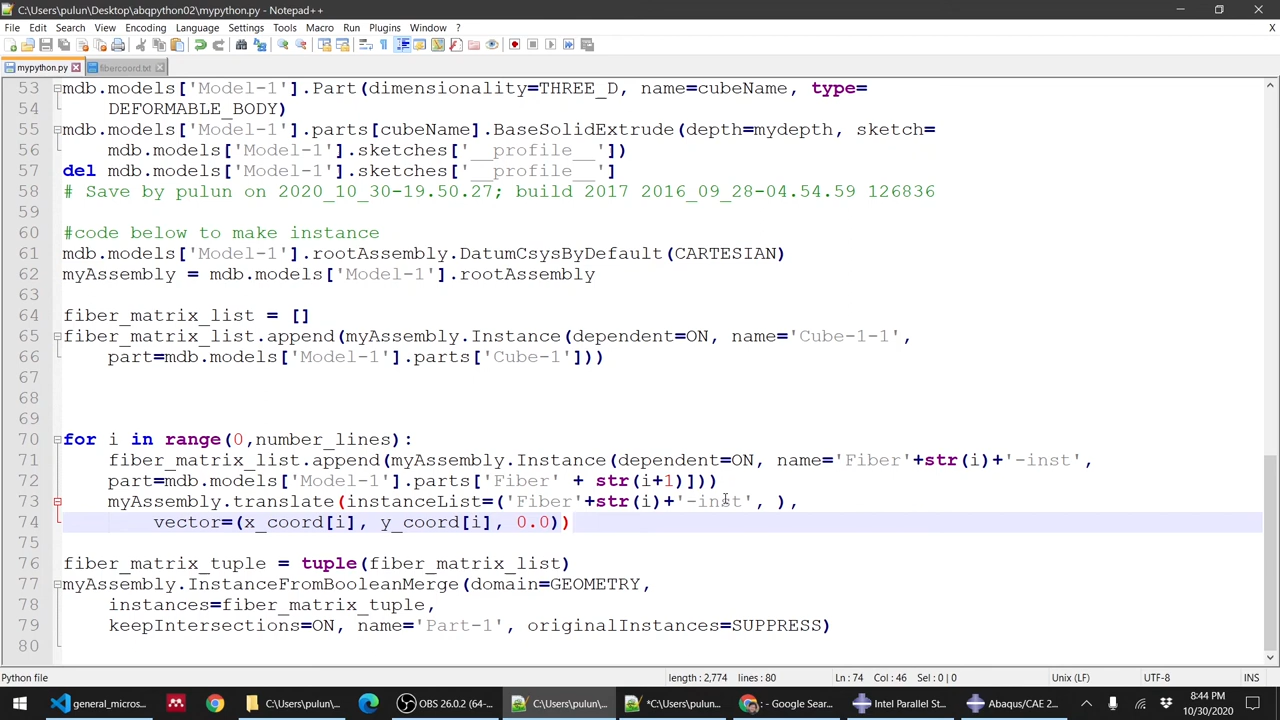 C:\Users\pulun\Desktop\abqpython02\mypython.py - Notepad++
File Edit Search View Encoding Language Settings Tools Macro Run Plugins Window ? X
mypython.py fibercoord.txt
53 mdb.models['Model-1'].Part(dimensionality=THREE_D, name=cubeName, type=
54 DEFORMABLE_BODY)
55 mdb.models['Model-1'].parts[cubeName].BaseSolidExtrude(depth=mydepth, sketch=
56 mdb.models['Model-1'].sketches['__profile__'])
57 del mdb.models['Model-1'].sketches['__profile__']
58 # Save by pulun on 2020_10_30-19.50.27; build 2017 2016_09_28-04.54.59 126836
59
60 #code below to make instance
61 mdb.models['Model-1'].rootAssembly.DatumCsysByDefault(CARTESIAN)
62 myAssembly = mdb.models['Model-1'].rootAssembly
63
64 fiber_matrix_list = []
65 fiber_matrix_list.append(myAssembly.Instance(dependent=ON, name='Cube-1-1',
66 part=mdb.models['Model-1'].parts['Cube-1']))
67
68
69
70 for i in range(0,number_lines):
71 fiber_matrix_list.append(myAssembly.Instance(dependent=ON, name='Fiber'+str(i)+'-inst',
72 part=mdb.models['Model-1'].parts['Fiber' + str(i+1)]))
73 myAssembly.translate(instanceList=('Fiber'+str(i)+'-inst', ),
74 vector=(x_coord[i], y_coord[i], 0.0))
75
76 fiber_matrix_tuple = tuple(fiber_matrix_list)
77 myAssembly.InstanceFromBooleanMerge(domain=GEOMETRY,
78 instances=fiber_matrix_tuple,
79 keepIntersections=ON, name='Part-1', originalInstances=SUPPRESS)
80
Python file length : 2,774 lines : 80 Ln : 74 Col : 46 Sel : 0 | 0 Unix (LF) UTF-8 INS
general_micros... C:\Users\pulun\... OBS 26.0.2 (64-... C:\Users\pulun\... *C:\Users\pulun... : - Google Sear... Intel Parallel St... Abaqus/CAE 2... 8:44 PM
10/30/2020